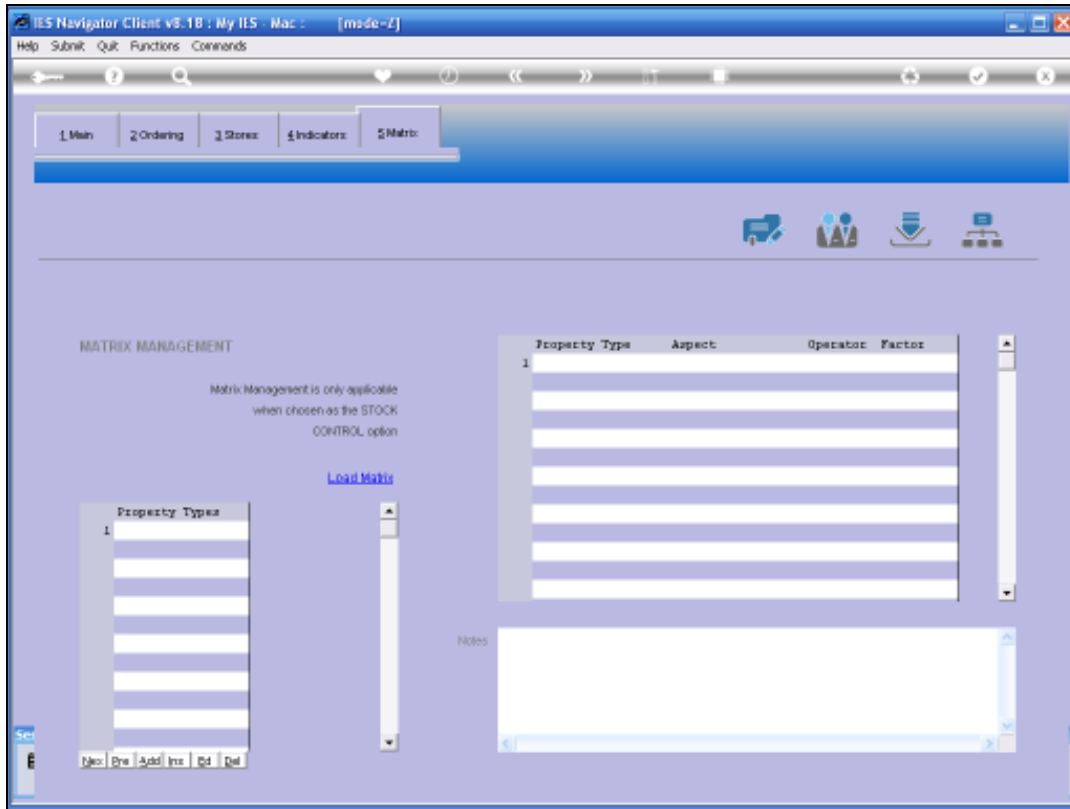 IES Navigator Client v8.1B : My IES - Mac : [mode=Z]
Help Submit Quit Functions Commands
1 Main 2 Ordering 3 Stores 4 Indicators 5 Matrix
MATRIX MANAGEMENT
Matrix Management is only applicable
when chosen as the STOCK
CONTROL option
Load Matrix
Property Types
1
Nex Pre Add Ins Ed Del
Property Type Aspect Operator Factor
1
Notes